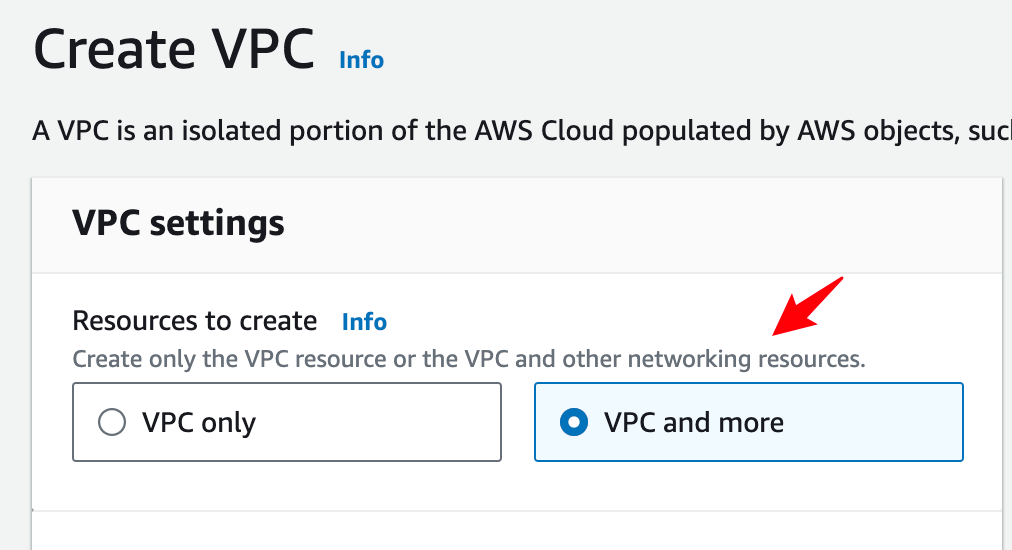 Create VPC Info
A VPC is an isolated portion of the AWS Cloud populated by AWS objects,
VPC settings
Resources to create Info
Create only the VPC resource or the VPC and other networking resources.
VPC only
VPC and more